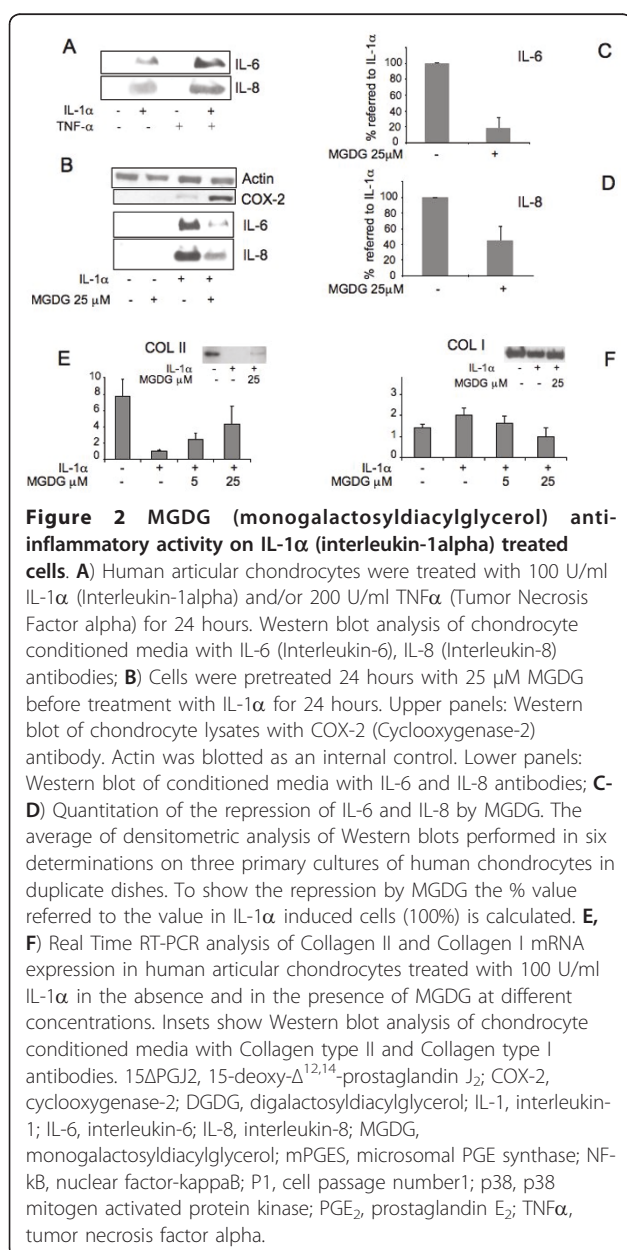 A
IL-6
IL-8
IL-1α - + - +
TNF-α - - + +
B
Actin
COX-2
IL-6
IL-8
IL-1α - - + +
MGDG 25 μM - + - +
C
IL-6
% referred to IL-1α
100
80
60
40
20
0
- +
MGDG 25μM
D
IL-8
% referred to IL-1α
100
80
60
40
20
0
- +
MGDG 25μM
E
COL II
IL-1α - + +
MGDG μM - - 25
10
8
6
4
2
0
IL-1α - + + +
MGDG μM - - 5 25
F
COL I
IL-1α - + +
MGDG μM - - 25
3
2
1
0
IL-1α - + + +
MGDG μM - - 5 25
Figure 2 MGDG (monogalactosyldiacylglycerol) anti-
inflammatory activity on IL-1α (interleukin-1alpha) treated
cells. A) Human articular chondrocytes were treated with 100 U/ml
IL-1α (Interleukin-1alpha) and/or 200 U/ml TNFα (Tumor Necrosis
Factor alpha) for 24 hours. Western blot analysis of chondrocyte
conditioned media with IL-6 (Interleukin-6), IL-8 (Interleukin-8)
antibodies; B) Cells were pretreated 24 hours with 25 μM MGDG
before treatment with IL-1α for 24 hours. Upper panels: Western
blot of chondrocyte lysates with COX-2 (Cyclooxygenase-2)
antibody. Actin was blotted as an internal control. Lower panels:
Western blot of conditioned media with IL-6 and IL-8 antibodies; C-
D) Quantitation of the repression of IL-6 and IL-8 by MGDG. The
average of densitometric analysis of Western blots performed in six
determinations on three primary cultures of human chondrocytes in
duplicate dishes. To show the repression by MGDG the % value
referred to the value in IL-1α induced cells (100%) is calculated. E,
F) Real Time RT-PCR analysis of Collagen II and Collagen I mRNA
expression in human articular chondrocytes treated with 100 U/ml
IL-1α in the absence and in the presence of MGDG at different
concentrations. Insets show Western blot analysis of chondrocyte
conditioned media with Collagen type II and Collagen type I
antibodies. 15ΔPGJ2, 15-deoxy-Δ12,14-prostaglandin J2; COX-2,
cyclooxygenase-2; DGDG, digalactosyldiacylglycerol; IL-1, interleukin-
1; IL-6, interleukin-6; IL-8, interleukin-8; MGDG,
monogalactosyldiacylglycerol; mPGES, microsomal PGE synthase; NF-
kB, nuclear factor-kappaB; P1, cell passage number1; p38, p38
mitogen activated protein kinase; PGE2, prostaglandin E2; TNFα,
tumor necrosis factor alpha.